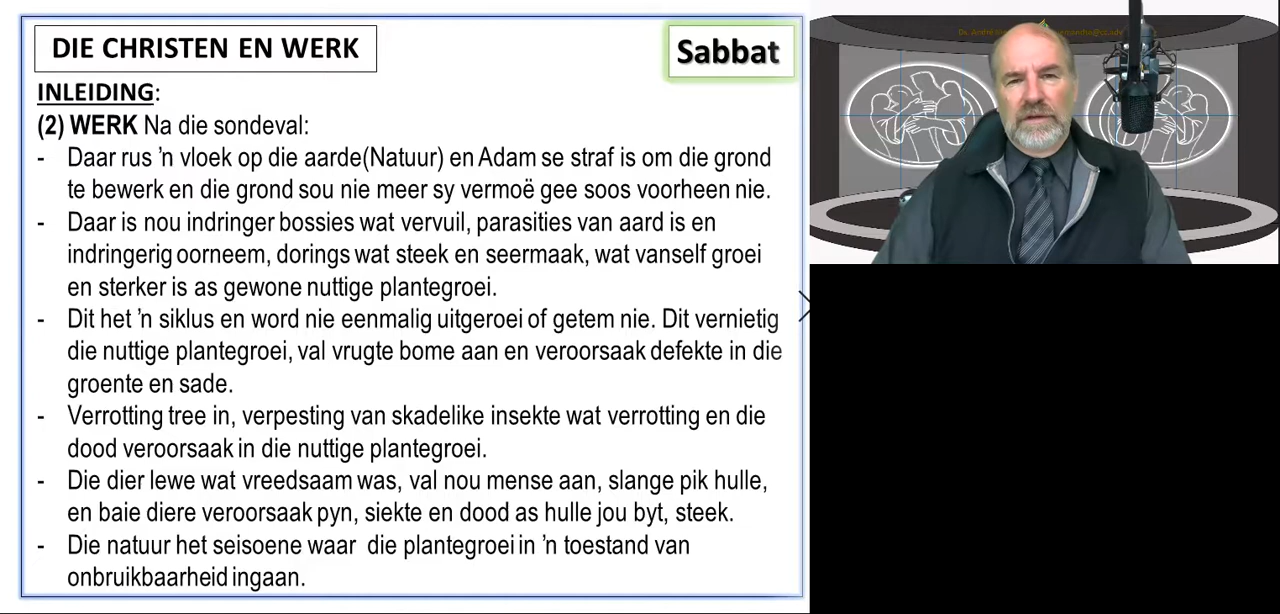 DIE CHRISTEN EN WERK
Sabbat
INLEIDING:
(2) WERK Na die sondeval:
- Daar rus 'n vloek op die aarde(Natuur) en Adam se straf is om die grond
te bewerk en die grond sou nie meer sy vermoë gee soos voorheen nie.
- Daar is nou indringer bossies wat vervuil, parasities van aard is en
indringerig oorneem, dorings wat steek en seermaak, wat vanself groei
en sterker is as gewone nuttige plantegroei.
- Dit het 'n siklus en word nie eenmalig uitgeroei of getem nie. Dit vernietig
die nuttige plantegroei, val vrugte bome aan en veroorsaak defekte in die
groente en sade.
- Verrotting tree in, verpesting van skadelike insekte wat verrotting en die
dood veroorsaak in die nuttige plantegroei.
- Die dier lewe wat vreedsaam was, val nou mense aan, slange pik hulle,
en baie diere veroorsaak pyn, siekte en dood as hulle jou byt, steek.
- Die natuur het seisoene waar die plantegroei in 'n toestand van
onbruikbaarheid ingaan.